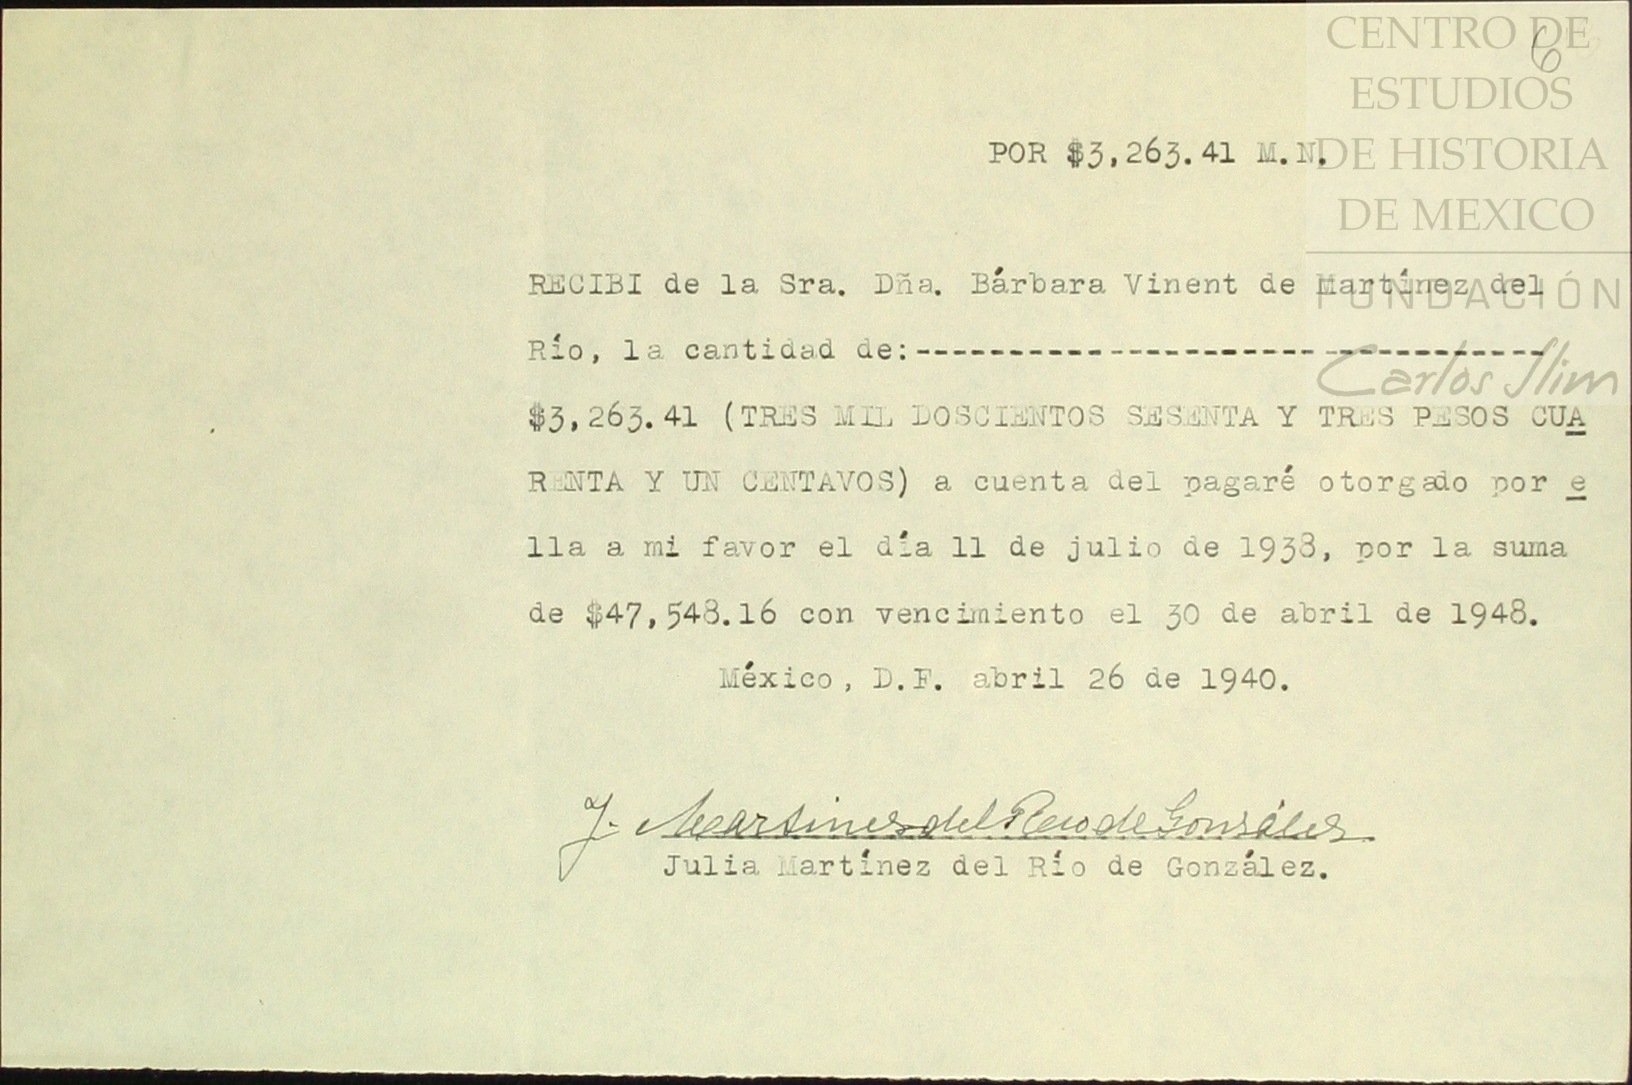 CENTRO DE
6
ESTUDIOS
DE HISTORIA
DE MEXICO
FUNDACIÓN
Carlos Slim
POR $3,263.41 M.N.
RECIBI de la Sra. Dña. Bárbara Vinent de Martínez del
Río, la cantidad de:---------------------------------
$3,263.41 (TRES MIL DOSCIENTOS SESENTA Y TRES PESOS CUA
RENTA Y UN CENTAVOS) a cuenta del pagaré otorgado por e
lla a mi favor el día 11 de julio de 1938, por la suma
de $47,548.16 con vencimiento el 30 de abril de 1948.
México, D.F. abril 26 de 1940.
J. Martinez del Rio de González
Julia Martínez del Río de González.